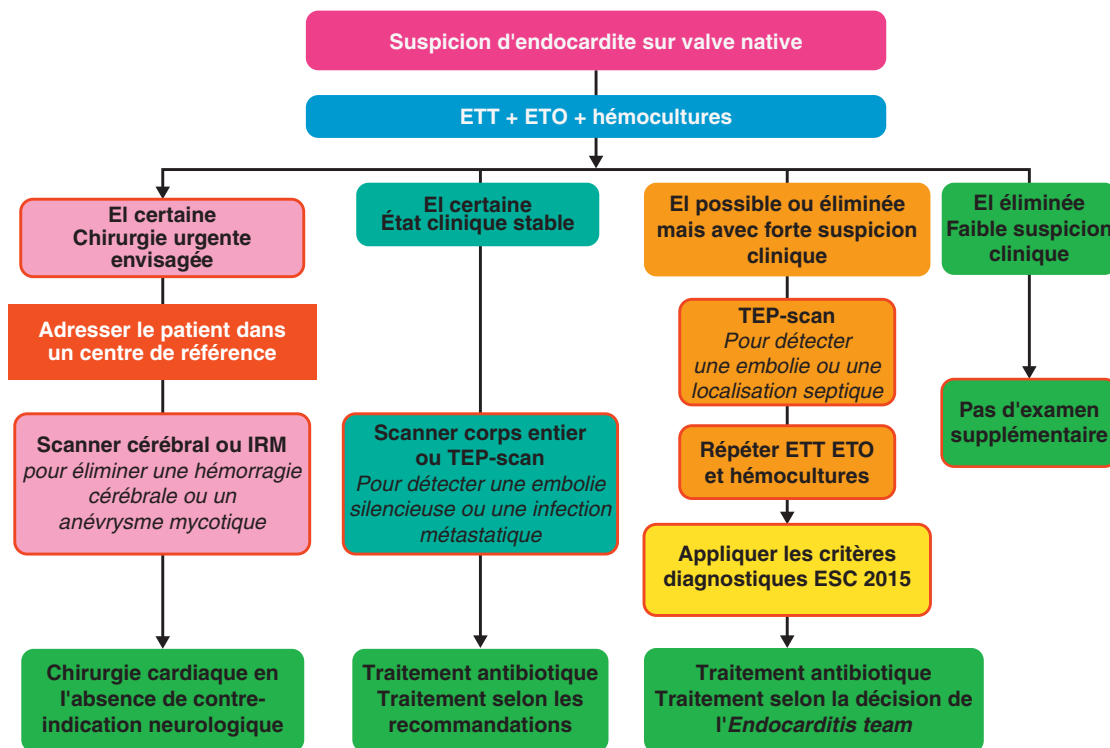 Suspicion d'endocardite sur valve native
ETT + ETO + hémocultures
EI certaine
Chirurgie urgente
envisagée
Adresser le patient dans
un centre de référence
Scanner cérébral ou IRM
pour éliminer une hémorragie
cérébrale ou un
anévrysme mycotique
Chirurgie cardiaque en
l'absence de contre-
indication neurologique
EI certaine
État clinique stable
Scanner corps entier
ou TEP-scan
Pour détecter une embolie
silencieuse ou une infection
métastatique
Traitement antibiotique
Traitement selon les
recommandations
EI possible ou éliminée
mais avec forte suspicion
clinique
TEP-scan
Pour détecter
une embolie ou une
localisation septique
Répéter ETT ETO
et hémocultures
Appliquer les critères
diagnostiques ESC 2015
Traitement antibiotique
Traitement selon la décision de
l'Endocarditis team
EI éliminée
Faible suspicion
clinique
Pas d'examen
supplémentaire